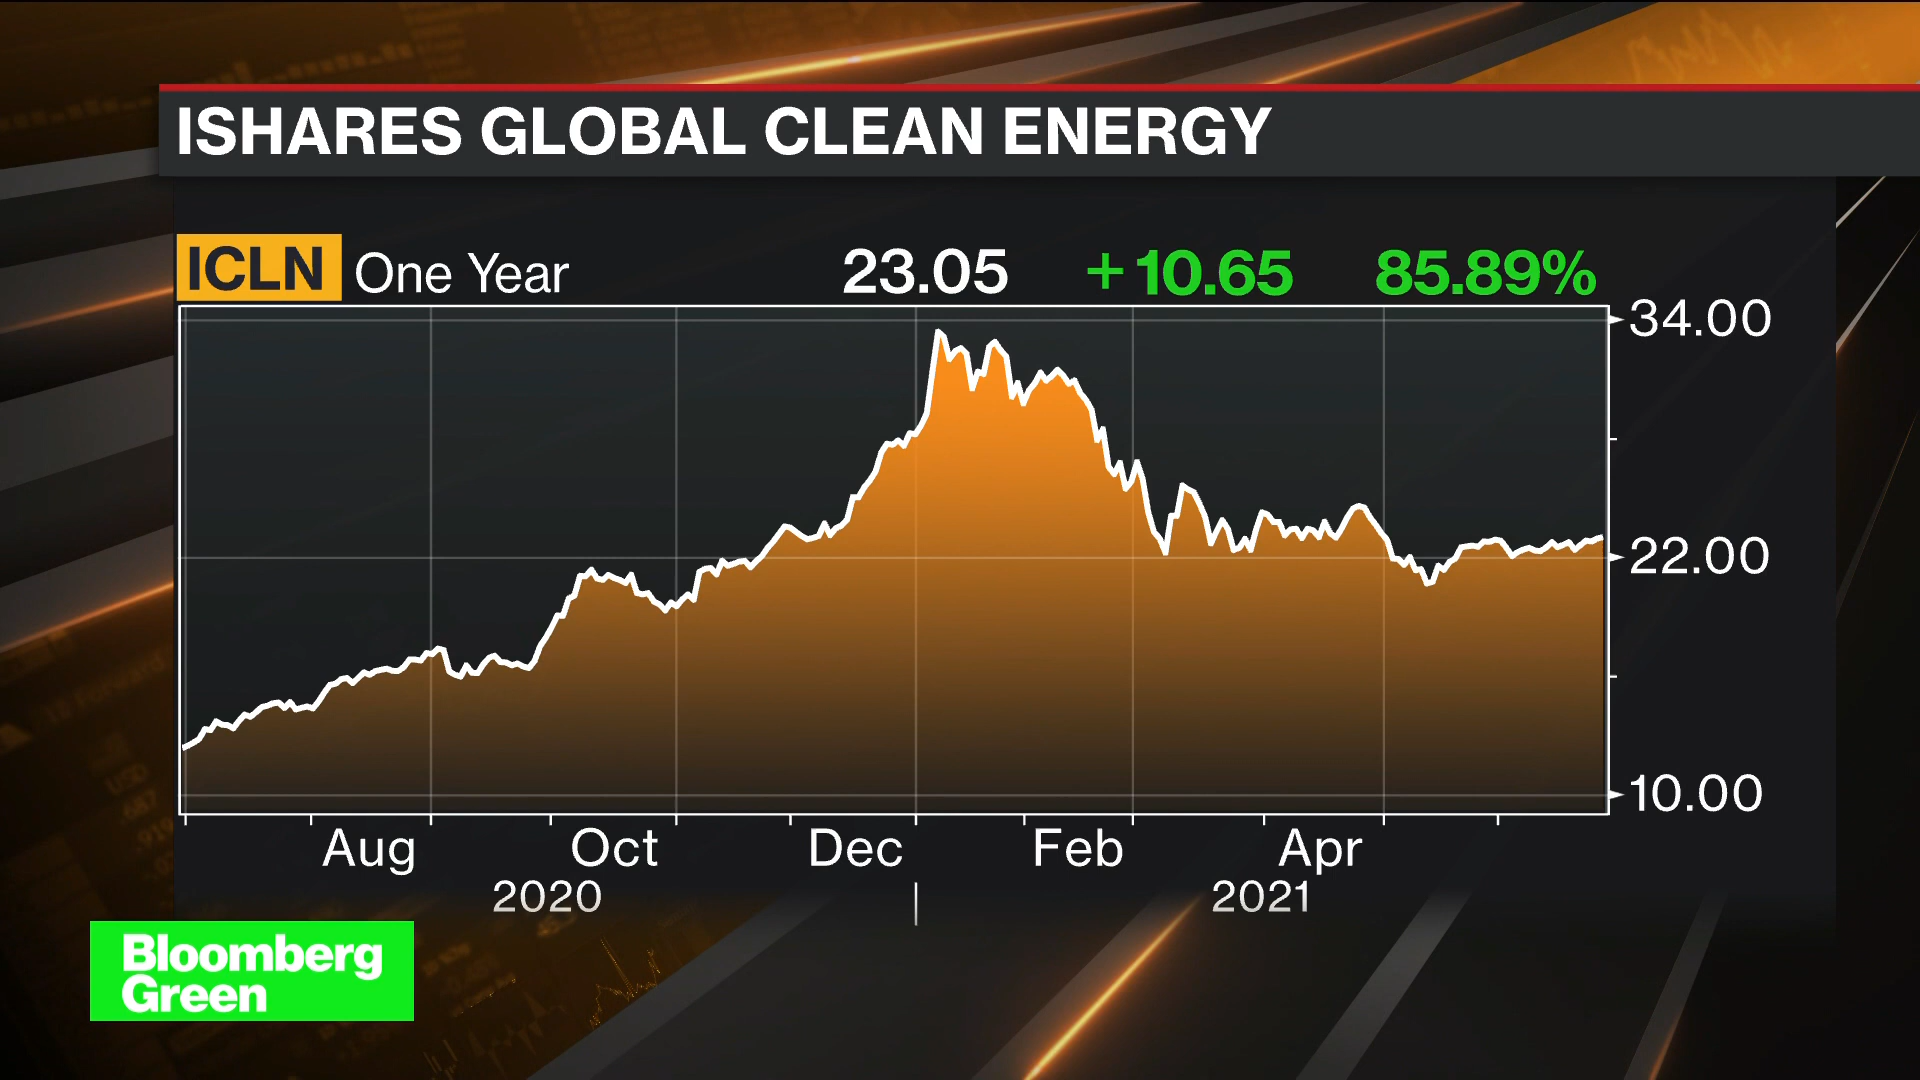 ISHARES GLOBAL CLEAN ENERGY
ICLN One Year 23.05 +10.65 85.89%
34.00
22.00
10.00
Aug Oct Dec Feb Apr
2020 2021
Bloomberg
Green